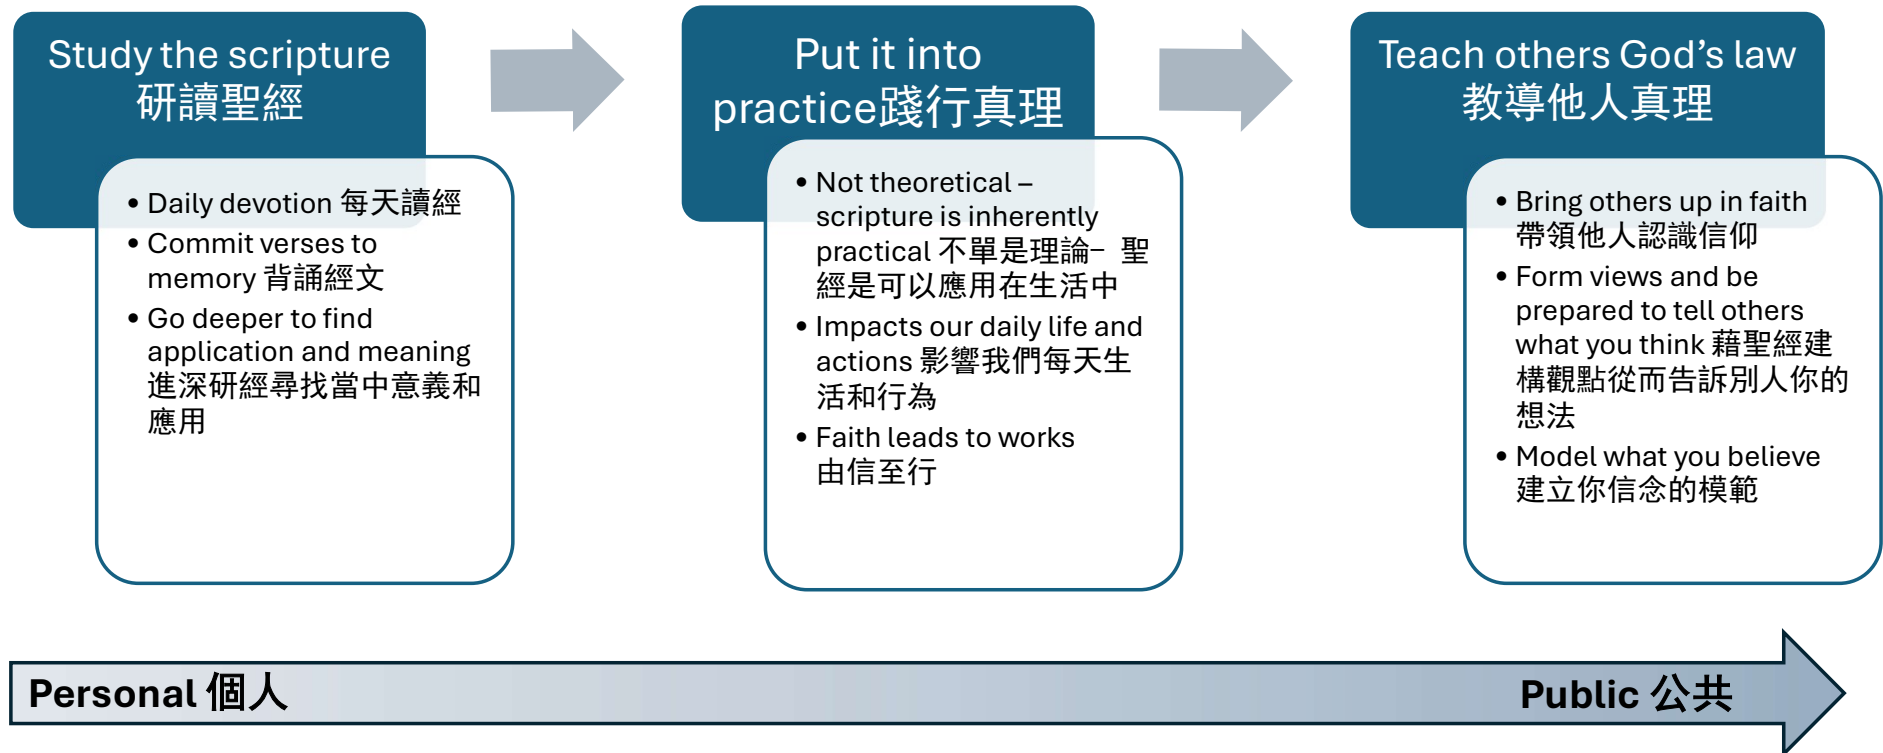 Study the scripture
研讀聖經
• Daily devotion 每天讀經
• Commit verses to
memory 背誦經文
• Go deeper to find
application and meaning
進深研經尋找當中意義和
應用
Put it into
practice踐行真理
• Not theoretical –
scripture is inherently
practical 不單是理論– 聖
經是可以應用在生活中
• Impacts our daily life and
actions 影響我們每天生
活和行為
• Faith leads to works
由信至行
Teach others God’s law
教導他人真理
• Bring others up in faith
帶領他人認識信仰
• Form views and be
prepared to tell others
what you think 藉聖經建
構觀點從而告訴別人你的
想法
• Model what you believe
建立你信念的模範
Personal 個人
Public 公共